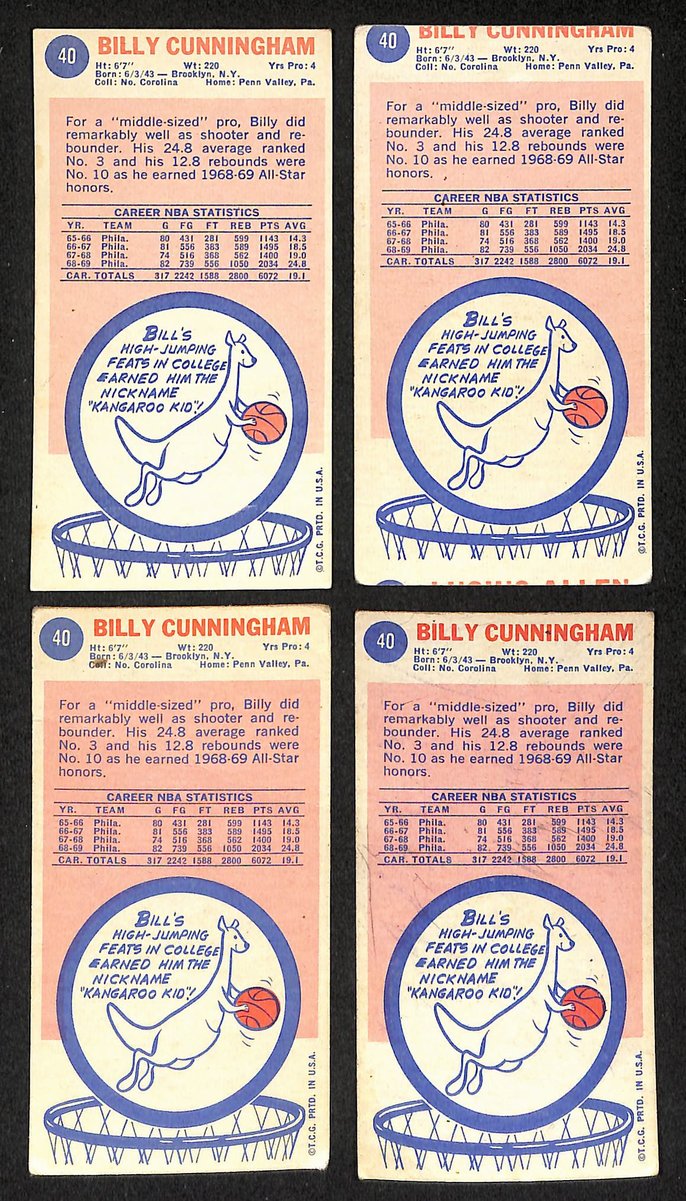 40
BILLY CUNNINGHAM
Ht: 6'7" Wt: 220 Yrs Pro: 4
Born: 6/3/43 — Brooklyn, N.Y.
Coll: No. Carolina Home: Penn Valley, Pa.
For a "middle-sized" pro, Billy did
remarkably well as shooter and re-
bounder. His 24.8 average ranked
No. 3 and his 12.8 rebounds were
No. 10 as he earned 1968-69 All-Star
honors.
CAREER NBA STATISTICS
YR. TEAM G FG FT REB PTS AVG
65-66 Phila. 80 431 281 599 1143 14.3
66-67 Phila. 81 556 383 589 1495 18.5
67-68 Phila. 74 516 368 562 1400 19.0
68-69 Phila. 82 739 556 1050 2034 24.8
CAR. TOTALS 317 2242 1588 2800 6072 19.1
BILL'S
HIGH-JUMPING
FEATS IN COLLEGE
EARNED HIM THE
NICKNAME
"KANGAROO KID"!
©T.C.G. PRTD. IN U.S.A.
40
BILLY CUNNINGHAM
Ht: 6'7" Wt: 220 Yrs Pro: 4
Born: 6/3/43 — Brooklyn, N.Y.
Coll: No. Carolina Home: Penn Valley, Pa.
For a "middle-sized" pro, Billy did
remarkably well as shooter and re-
bounder. His 24.8 average ranked
No. 3 and his 12.8 rebounds were
No. 10 as he earned 1968-69 All-Star
honors.
CAREER NBA STATISTICS
YR. TEAM G FG FT REB PTS AVG
65-66 Phila. 80 431 281 599 1143 14.3
66-67 Phila. 81 556 383 589 1495 18.5
67-68 Phila. 74 516 368 562 1400 19.0
68-69 Phila. 82 739 556 1050 2034 24.8
CAR. TOTALS 317 2242 1588 2800 6072 19.1
BILL'S
HIGH-JUMPING
FEATS IN COLLEGE
EARNED HIM THE
NICKNAME
"KANGAROO KID"!
©T.C.G. PRTD. IN U.S.A.
ALLEN
40
BILLY CUNNINGHAM
Ht: 6'7" Wt: 220 Yrs Pro: 4
Born: 6/3/43 — Brooklyn, N.Y.
Coll: No. Carolina Home: Penn Valley, Pa.
For a "middle-sized" pro, Billy did
remarkably well as shooter and re-
bounder. His 24.8 average ranked
No. 3 and his 12.8 rebounds were
No. 10 as he earned 1968-69 All-Star
honors.
CAREER NBA STATISTICS
YR. TEAM G FG FT REB PTS AVG
65-66 Phila. 80 431 281 599 1143 14.3
66-67 Phila. 81 556 383 589 1495 18.5
67-68 Phila. 74 516 368 562 1400 19.0
68-69 Phila. 82 739 556 1050 2034 24.8
CAR. TOTALS 317 2242 1588 2800 6072 19.1
BILL'S
HIGH-JUMPING
FEATS IN COLLEGE
EARNED HIM THE
NICKNAME
"KANGAROO KID"!
©T.C.G. PRTD. IN U.S.A.
40
BILLY CUNNINGHAM
Ht: 6'7" Wt: 220 Yrs Pro: 4
Born: 6/3/43 — Brooklyn, N.Y.
Coll: No. Carolina Home: Penn Valley, Pa.
For a "middle-sized" pro, Billy did
remarkably well as shooter and re-
bounder. His 24.8 average ranked
No. 3 and his 12.8 rebounds were
No. 10 as he earned 1968-69 All-Star
honors.
CAREER NBA STATISTICS
YR. TEAM G FG FT REB PTS AVG
65-66 Phila. 80 431 281 599 1143 14.3
66-67 Phila. 81 556 383 589 1495 18.5
67-68 Phila. 74 516 368 562 1400 19.0
68-69 Phila. 82 739 556 1050 2034 24.8
CAR. TOTALS 317 2242 1588 2800 6072 19.1
BILL'S
HIGH-JUMPING
FEATS IN COLLEGE
EARNED HIM THE
NICKNAME
"KANGAROO KID"!
©T.C.G. PRTD. IN U.S.A.